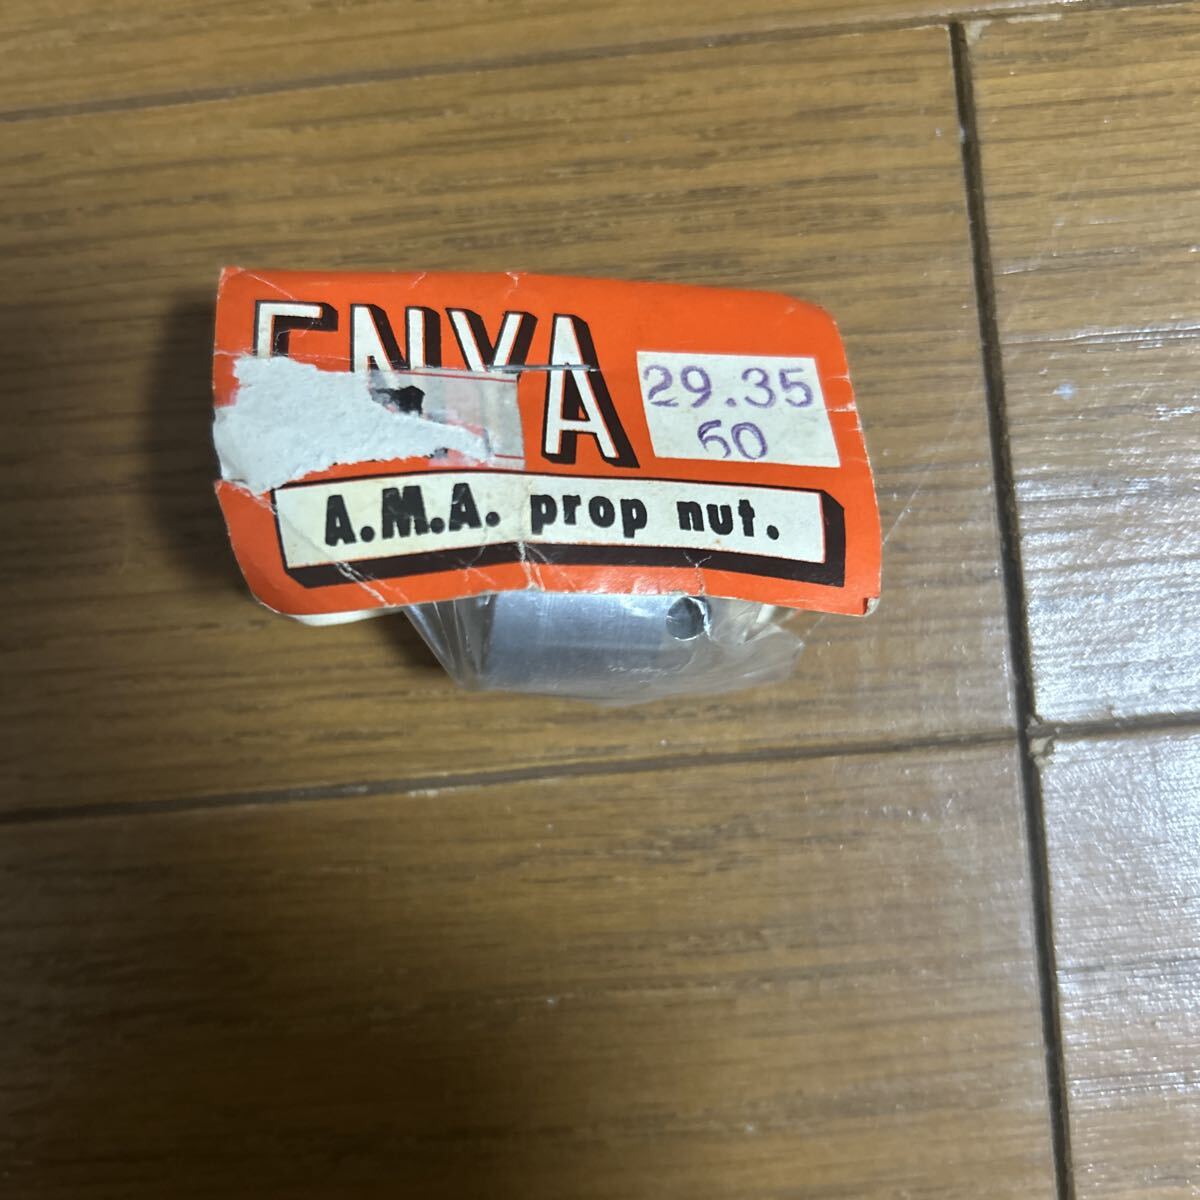 ENYA
29.35
60
A.M.A. prop nut.